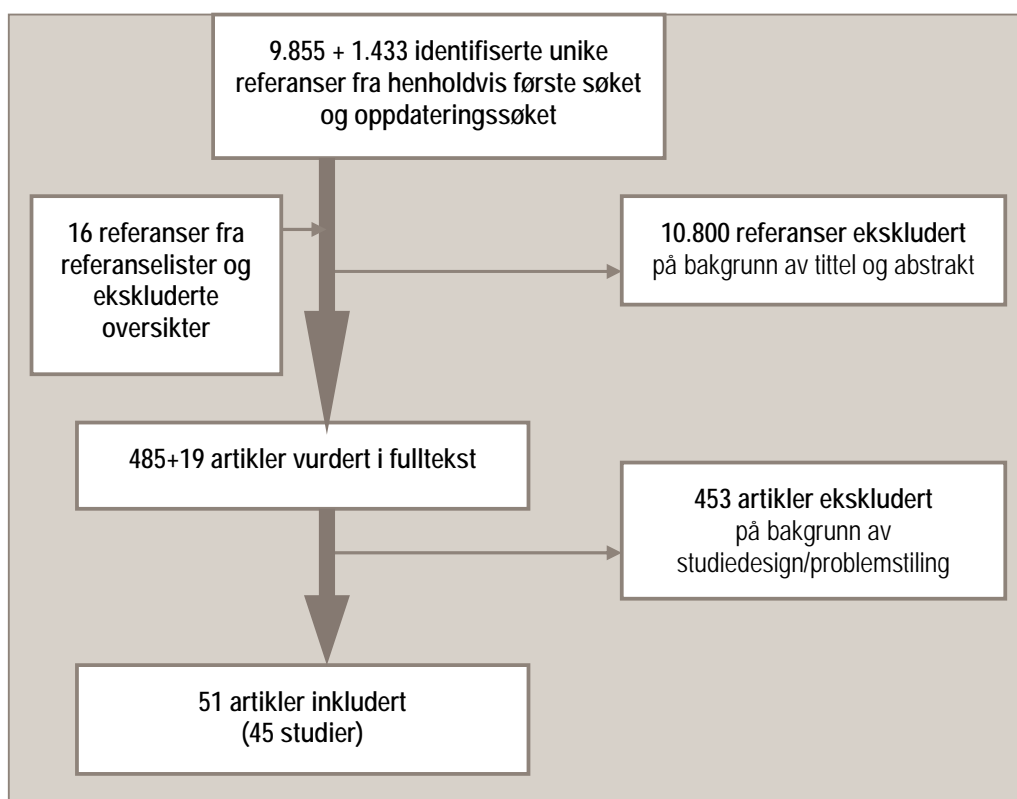 9.855 + 1.433 identifiserte unike
referanser fra henholdvis første søket
og oppdateringssøket
16 referanser fra
referanselister og
ekskluderte
oversikter
10.800 referanser ekskludert
på bakgrunn av tittel og abstrakt
485+19 artikler vurdert i fulltekst
453 artikler ekskludert
på bakgrunn av
studiedesign/problemstiling
51 artikler inkludert
(45 studier)